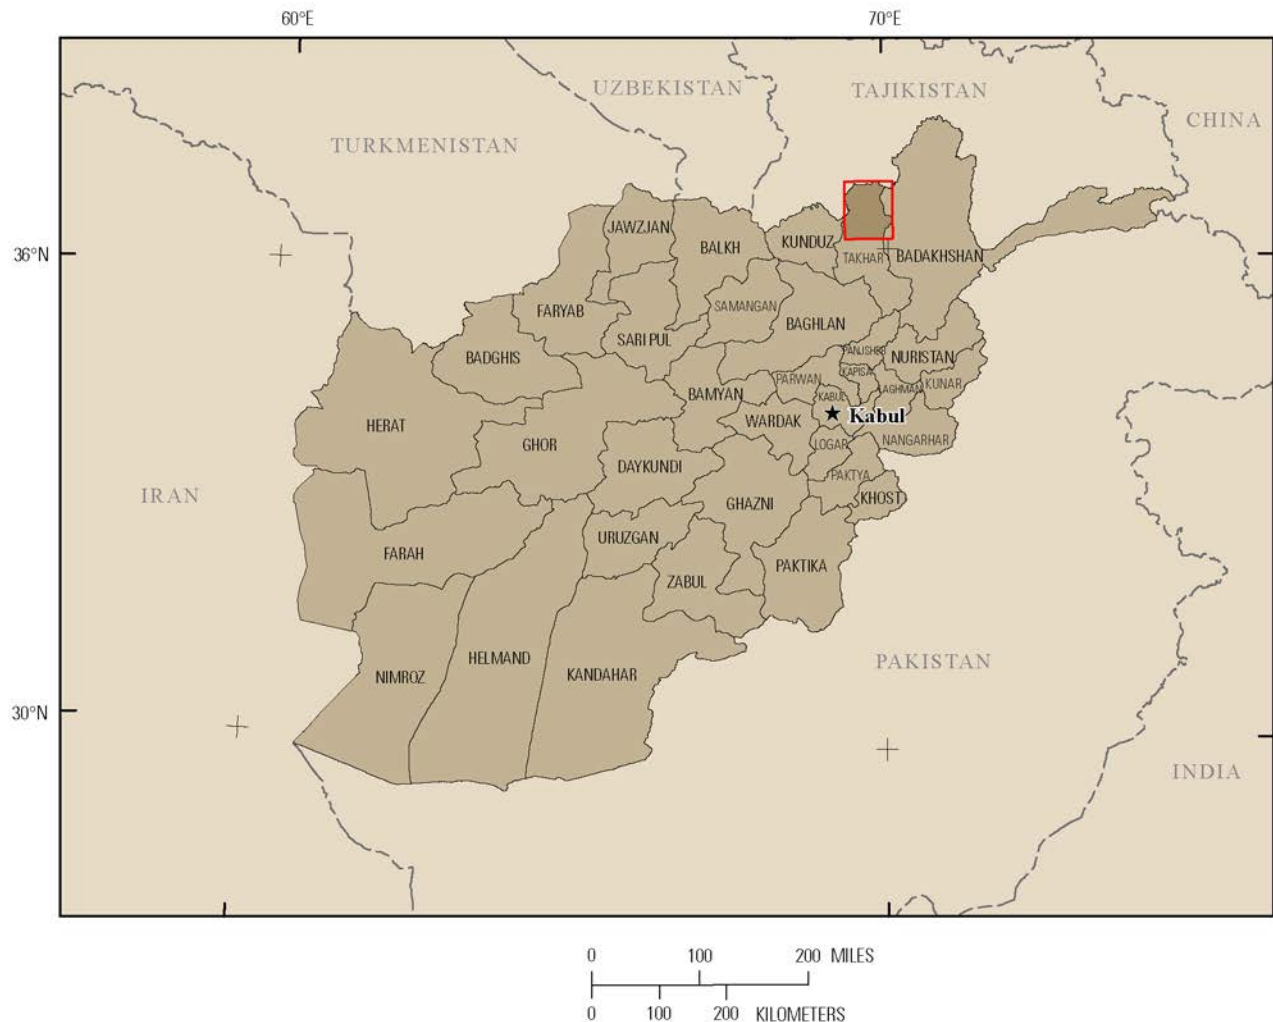 60°E
70°E
UZBEKISTAN
TAJIKISTAN
CHINA
TURKMENISTAN
36°N
JAWZJAN
BALKH
KUNDUZ
TAKHAR
BADAKHSHAN
FARYAB
SAMANGAN
BAGHLAN
SARI PUL
BADGHIS
PANJSHER
NURISTAN
PARWAN
KAPISA
LAGHMAN
KUNAR
BAMYAN
KABUL
Kabul
HERAT
WARDAK
GHOR
LOGAR
NANGARHAR
DAYKUNDI
PAKTYA
IRAN
GHAZNI
KHOST
URUZGAN
FARAH
PAKTIKA
ZABUL
HELMAND
PAKISTAN
NIMROZ
KANDAHAR
30°N
INDIA
0 100 200 MILES
0 100 200 KILOMETERS